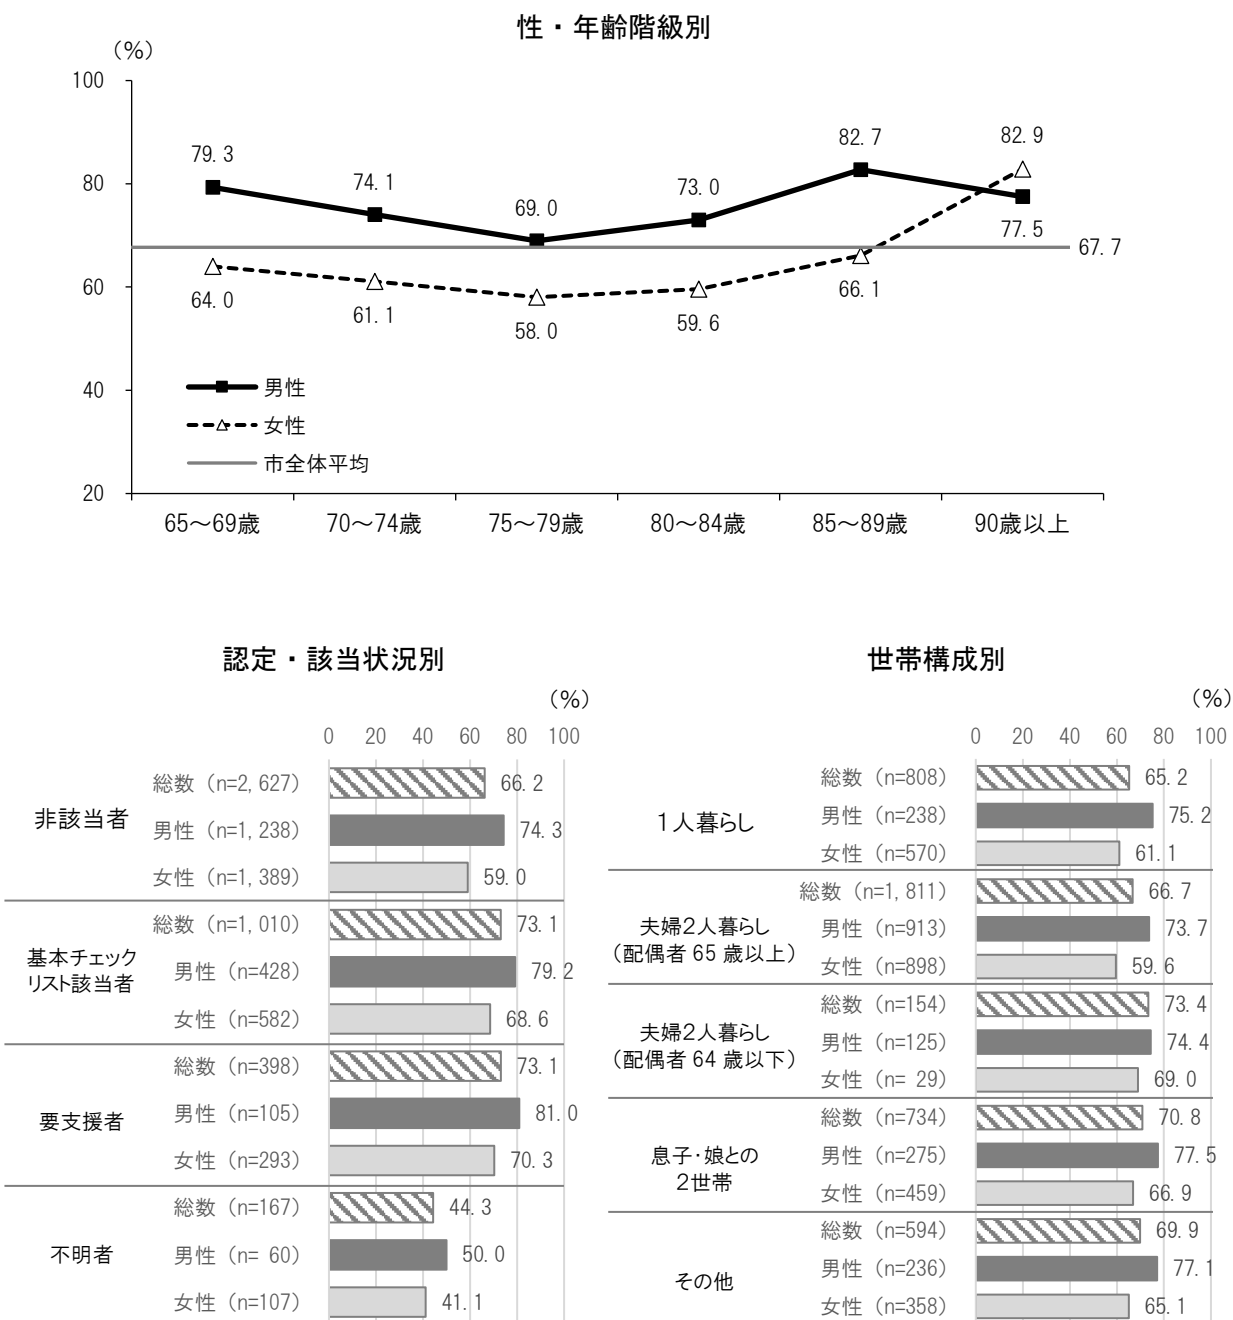 性・年齢階級別
（%）
100
80
60
40
20
79.3
74.1
69.0
73.0
82.7
82.9
77.5
67.7
64.0
61.1
58.0
59.6
66.1
男性
女性
市全体平均
65～69歳 70～74歳 75～79歳 80～84歳 85～89歳 90歳以上
認定・該当状況別
（%）
0 20 40 60 80 100
非該当者
総数（n=2,627） 66.2
男性（n=1,238） 74.3
女性（n=1,389） 59.0
基本チェック
リスト該当者
総数（n=1,010） 73.1
男性（n=428） 79.2
女性（n=582） 68.6
要支援者
総数（n=398） 73.1
男性（n=105） 81.0
女性（n=293） 70.3
不明者
総数（n=167） 44.3
男性（n= 60） 50.0
女性（n=107） 41.1
世帯構成別
（%）
0 20 40 60 80 100
1人暮らし
総数（n=808） 65.2
男性（n=238） 75.2
女性（n=570） 61.1
夫婦2人暮らし
（配偶者 65 歳以上）
総数（n=1,811） 66.7
男性（n=913） 73.7
女性（n=898） 59.6
夫婦2人暮らし
（配偶者 64 歳以下）
総数（n=154） 73.4
男性（n=125） 74.4
女性（n= 29） 69.0
息子・娘との
2世帯
総数（n=734） 70.8
男性（n=275） 77.5
女性（n=459） 66.9
その他
総数（n=594） 69.9
男性（n=236） 77.1
女性（n=358） 65.1